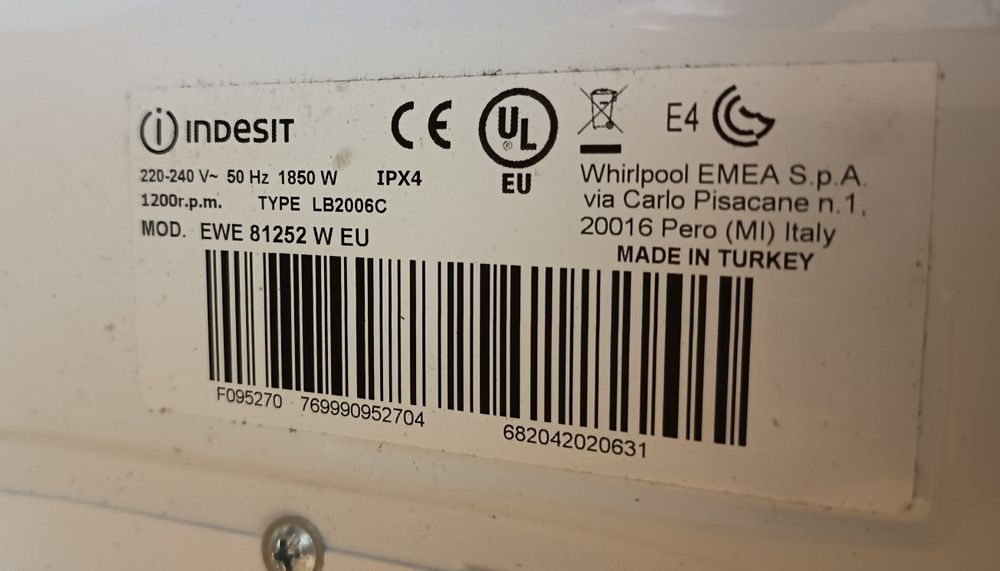 INDESIT
CE
UL
EU
E4
220-240 V~ 50 Hz 1850 W IPX4
1200r.p.m. TYPE LB2006C
MOD. EWE 81252 W EU
Whirlpool EMEA S.p.A.
via Carlo Pisacane n.1,
20016 Pero (MI) Italy
MADE IN TURKEY
F095270 769990952704
682042020631